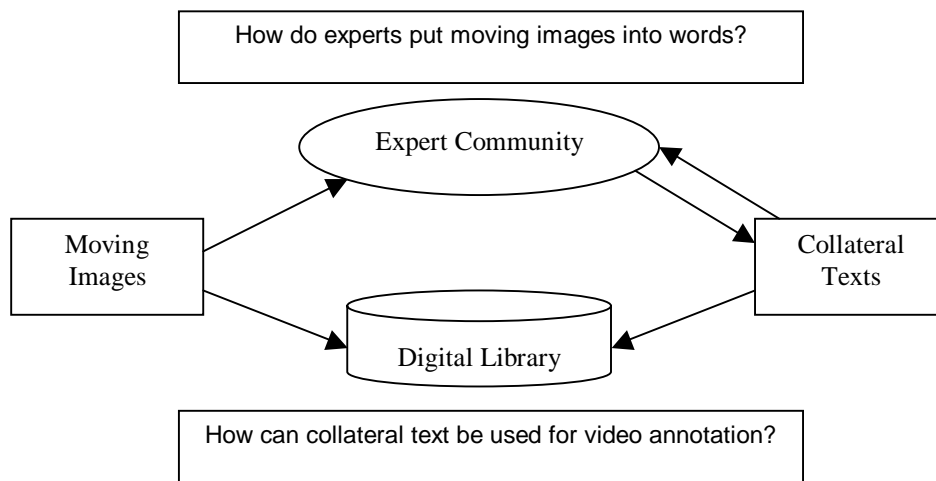 How do experts put moving images into words?
Expert Community
Moving
Images
Collateral
Texts
Digital Library
How can collateral text be used for video annotation?